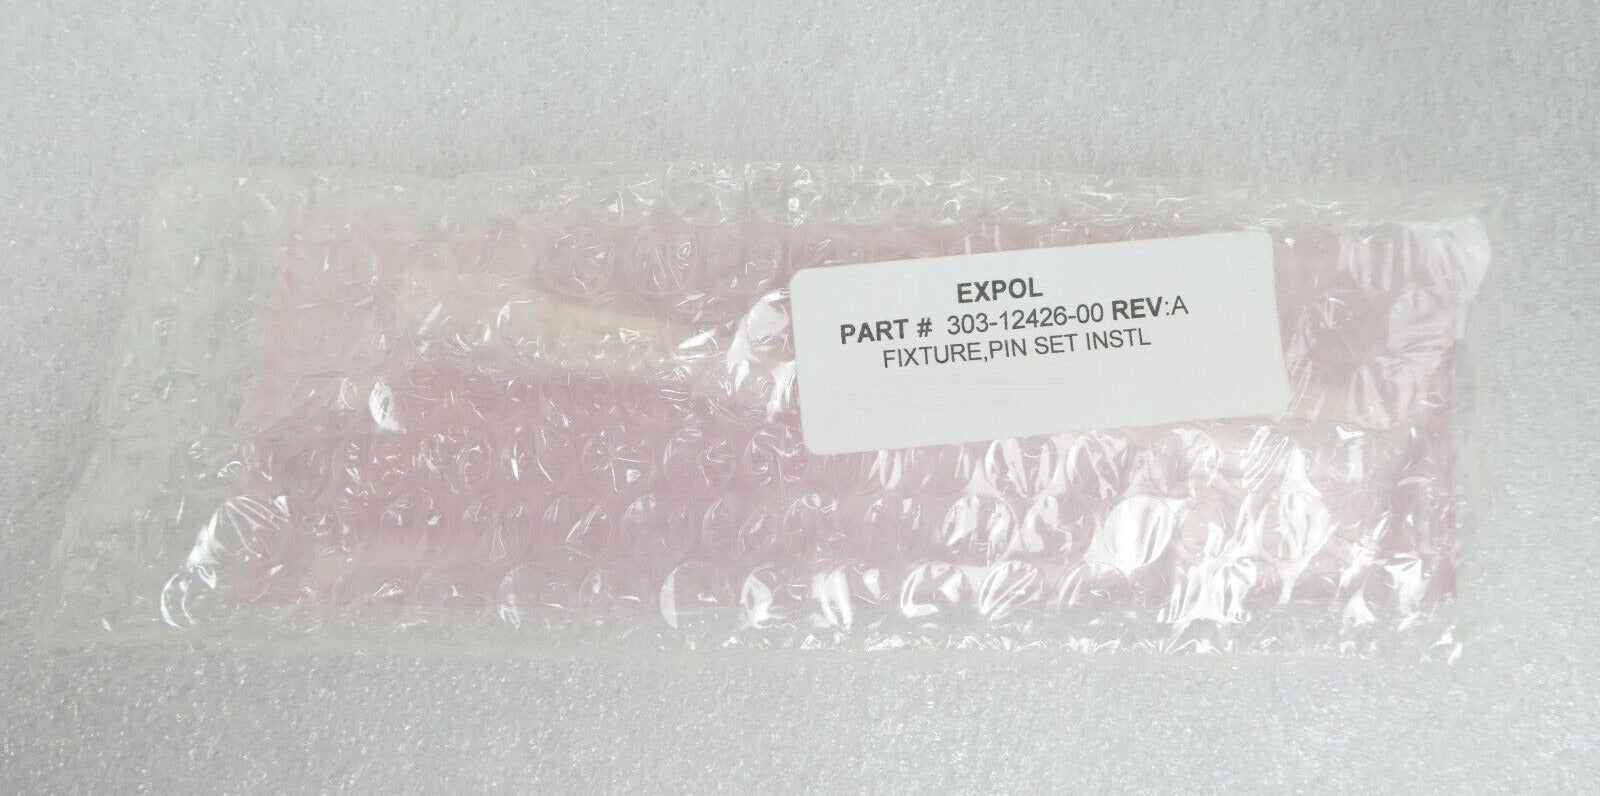 EXPOL
PART # 303-12426-00 REV:A
FIXTURE,PIN SET INSTL